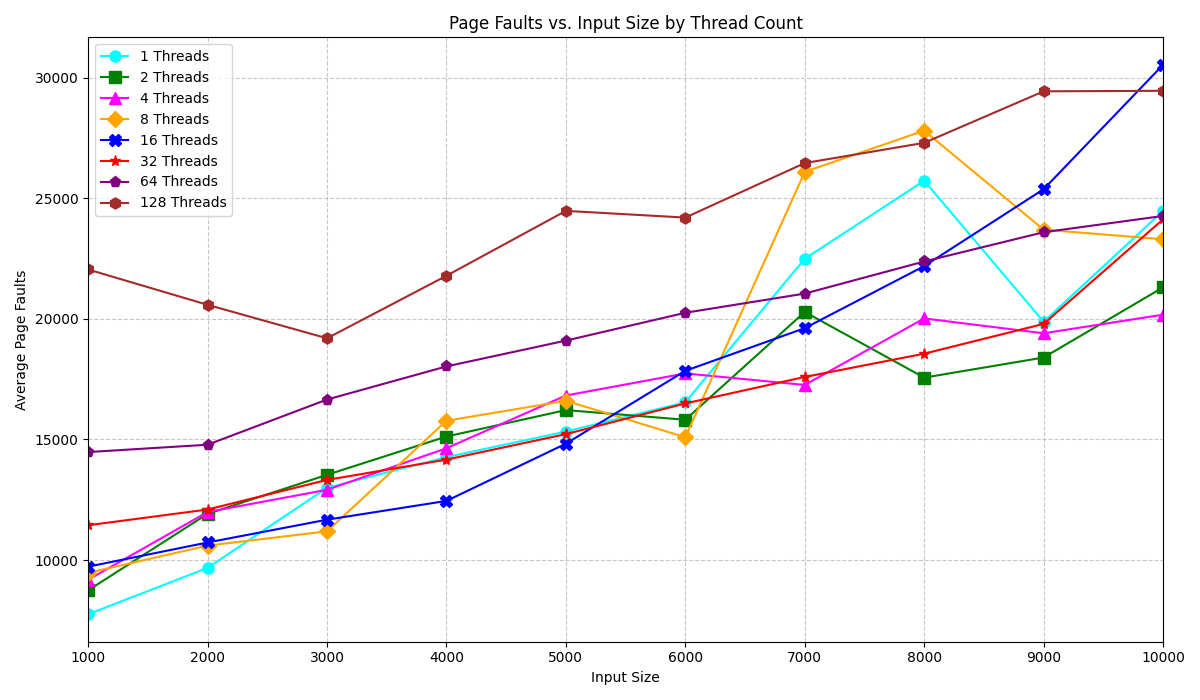 Page Faults vs. Input Size by Thread Count
1 Threads
2 Threads
4 Threads
8 Threads
16 Threads
32 Threads
64 Threads
128 Threads
Average Page Faults
30000
25000
20000
15000
10000
1000 2000 3000 4000 5000 6000 7000 8000 9000 10000
Input Size